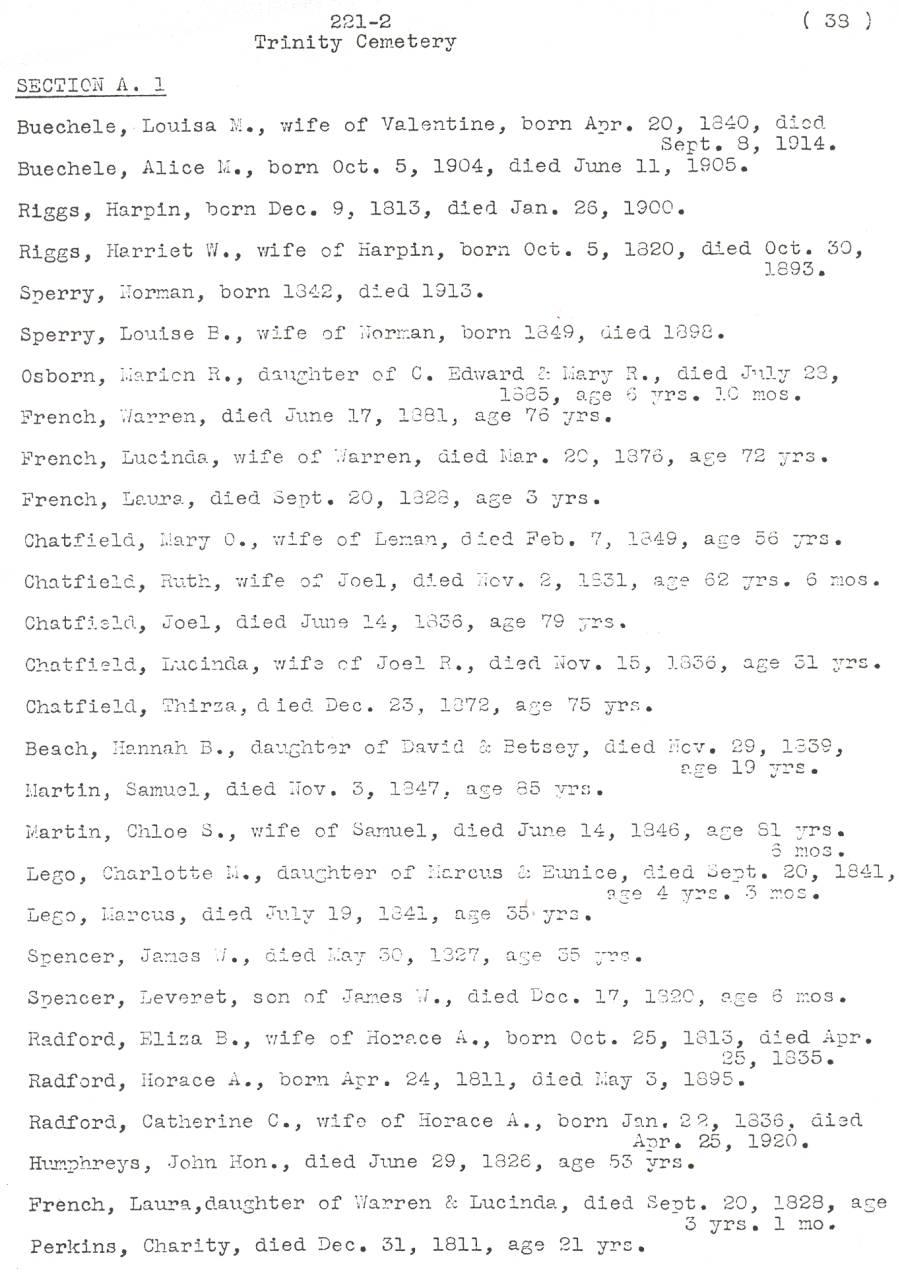 221-2
( 38 )
Trinity Cemetery
SECTION A. 1
Buechele, Louisa M., wife of Valentine, born Apr. 20, 1840, died
Sept. 8, 1914.
Buechele, Alice M., born Oct. 5, 1904, died June 11, 1905.
Riggs, Harpin, born Dec. 9, 1813, died Jan. 26, 1900.
Riggs, Harriet W., wife of Harpin, born Oct. 5, 1820, died Oct. 30,
1893.
Sperry, Norman, born 1842, died 1913.
Sperry, Louise E., wife of Norman, born 1849, died 1898.
Osborn, Marion R., daughter of C. Edward & Mary R., died July 28,
1885, age 6 yrs. 10 mos.
French, Warren, died June 17, 1881, age 76 yrs.
French, Lucinda, wife of Warren, died Mar. 20, 1876, age 72 yrs.
French, Laura, died Sept. 20, 1828, age 3 yrs.
Chatfield, Mary O., wife of Leman, died Feb. 7, 1849, age 56 yrs.
Chatfield, Ruth, wife of Joel, died Nov. 2, 1831, age 62 yrs. 6 mos.
Chatfield, Joel, died June 14, 1836, age 79 yrs.
Chatfield, Lucinda, wife of Joel R., died Nov. 15, 1836, age 31 yrs.
Chatfield, Thirza, died Dec. 23, 1872, age 75 yrs.
Beach, Hannah B., daughter of David & Betsey, died Nov. 29, 1839,
age 19 yrs.
Martin, Samuel, died Nov. 3, 1847, age 85 yrs.
Martin, Chloe S., wife of Samuel, died June 14, 1846, age 81 yrs.
6 mos.
Lego, Charlotte M., daughter of Marcus & Eunice, died Sept. 20, 1841,
age 4 yrs. 3 mos.
Lego, Marcus, died July 19, 1841, age 35 yrs.
Spencer, James W., died May 30, 1827, age 35 yrs.
Spencer, Leveret, son of James W., died Dec. 17, 1820, age 6 mos.
Radford, Eliza B., wife of Horace A., born Oct. 25, 1813, died Apr.
25, 1835.
Radford, Horace A., born Apr. 24, 1811, died May 3, 1895.
Radford, Catherine C., wife of Horace A., born Jan. 22, 1836, died
Apr. 25, 1920.
Humphreys, John Hon., died June 29, 1826, age 53 yrs.
French, Laura,daughter of Warren & Lucinda, died Sept. 20, 1828, age
3 yrs. 1 mo.
Perkins, Charity, died Dec. 31, 1811, age 21 yrs.